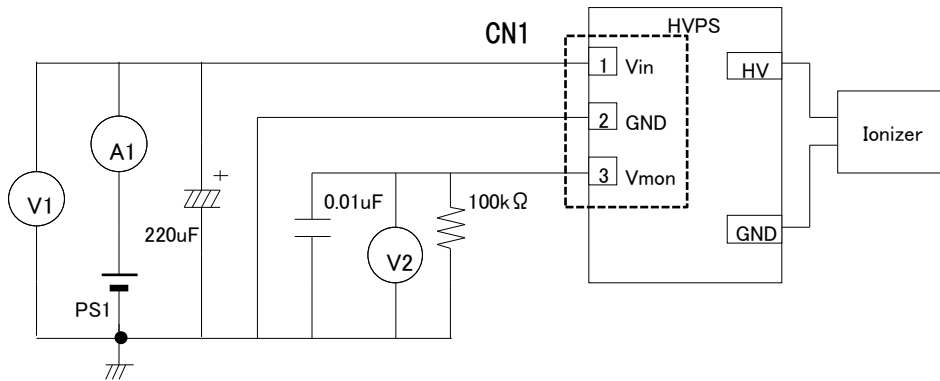 CN1
HVPS
1 Vin
HV
2 GND
Ionizer
A1
3 Vmon
V1
+
0.01uF
100kΩ
220uF
V2
GND
PS1